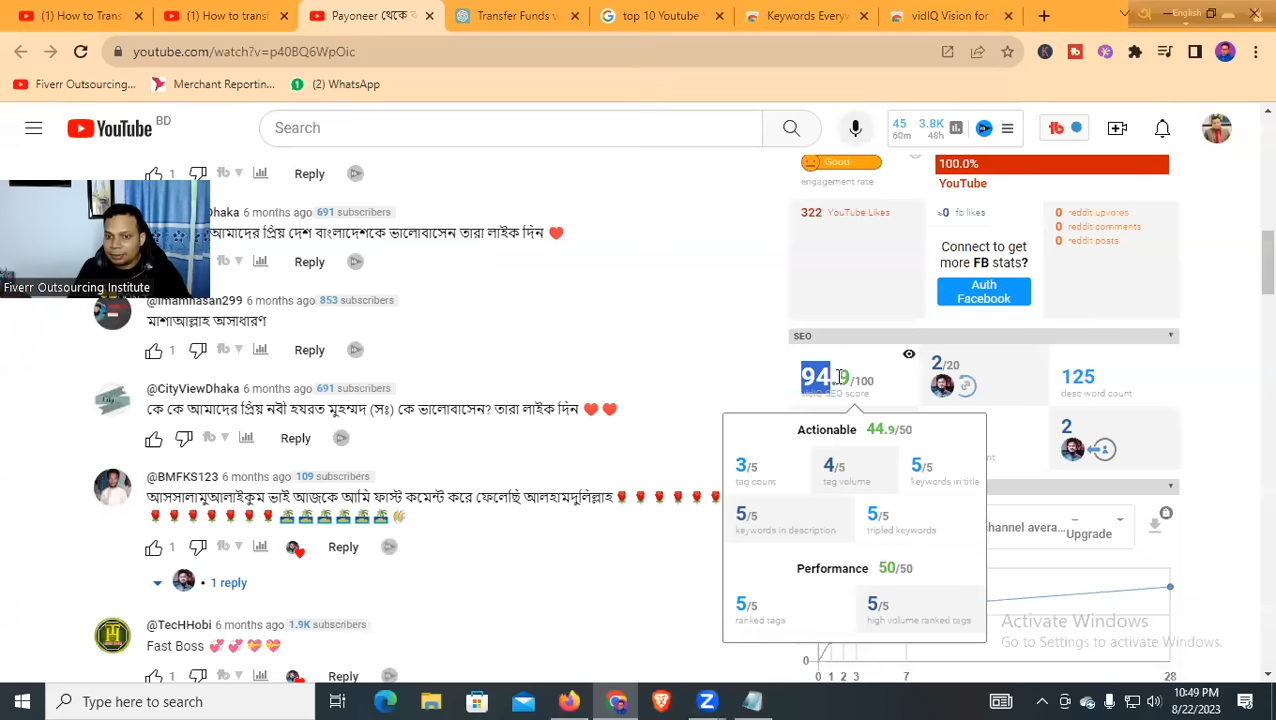 (1) How to Trans
(1) How to transf
Payoneer থেকে
Transfer Funds v
top 10 Youtube
Keywords Everyw
vidIQ Vision for
English
youtube.com/watch?v=p40BQ6WpOic
Fiverr Outsourcing...
Merchant Reportin...
(2) WhatsApp
YouTube BD
Search
45 60m
3.8K 48h
1 Reply
Dhaka 6 months ago 691 subscribers
আমাদের প্রিয় দেশ বাংলাদেশকে ভালোবাসেন তারা লাইক দিন ❤️
Reply
Fiverr Outsourcing Institute
@imamhasan299 6 months ago 853 subscribers
মাশাআল্লাহ অসাধারণ
1 Reply
@CityViewDhaka 6 months ago 691 subscribers
কে কে আমাদের প্রিয় নবী হযরত মুহম্মদ (সঃ) কে ভালোবাসেন? তারা লাইক দিন ❤️ ❤️
Reply
@BMFKS123 6 months ago 109 subscribers
আসসালামুআলাইকুম ভাই আজকে আমি ফাস্ট কমেন্ট করে ফেলেছি আলহামদুলিল্লাহ🌹 🌹 🌹 🌹 🌹 🌹
🌹 🌹 🌹 🌹 🌹 🌹 🌹 🏝 🏝 🏝 🏝 🏝 👏
1 Reply
1 reply
@TecHHobi 6 months ago 1.9K subscribers
Fast Boss 💞 💞 💝 💝
1 Reply
Good
engagement rate
100.0%
YouTube
322 YouTube Likes
0 fb likes
Connect to get
more FB stats?
Auth
Facebook
0 reddit upvotes
0 reddit comments
0 reddit posts
SEO
94.9/100
vidIQ SEO score
2/20
125
desc word count
2
Actionable 44.9/50
3/5
tag count
4/5
tag volume
5/5
keywords in title
5/5
keywords in description
5/5
tripled keywords
Performance 50/50
5/5
ranked tags
5/5
high volume ranked tags
channel avera...
Upgrade
0
0 1 2 3 7 28
Activate Windows
Go to Settings to activate Windows.
Type here to search
10:49 PM
8/22/2023